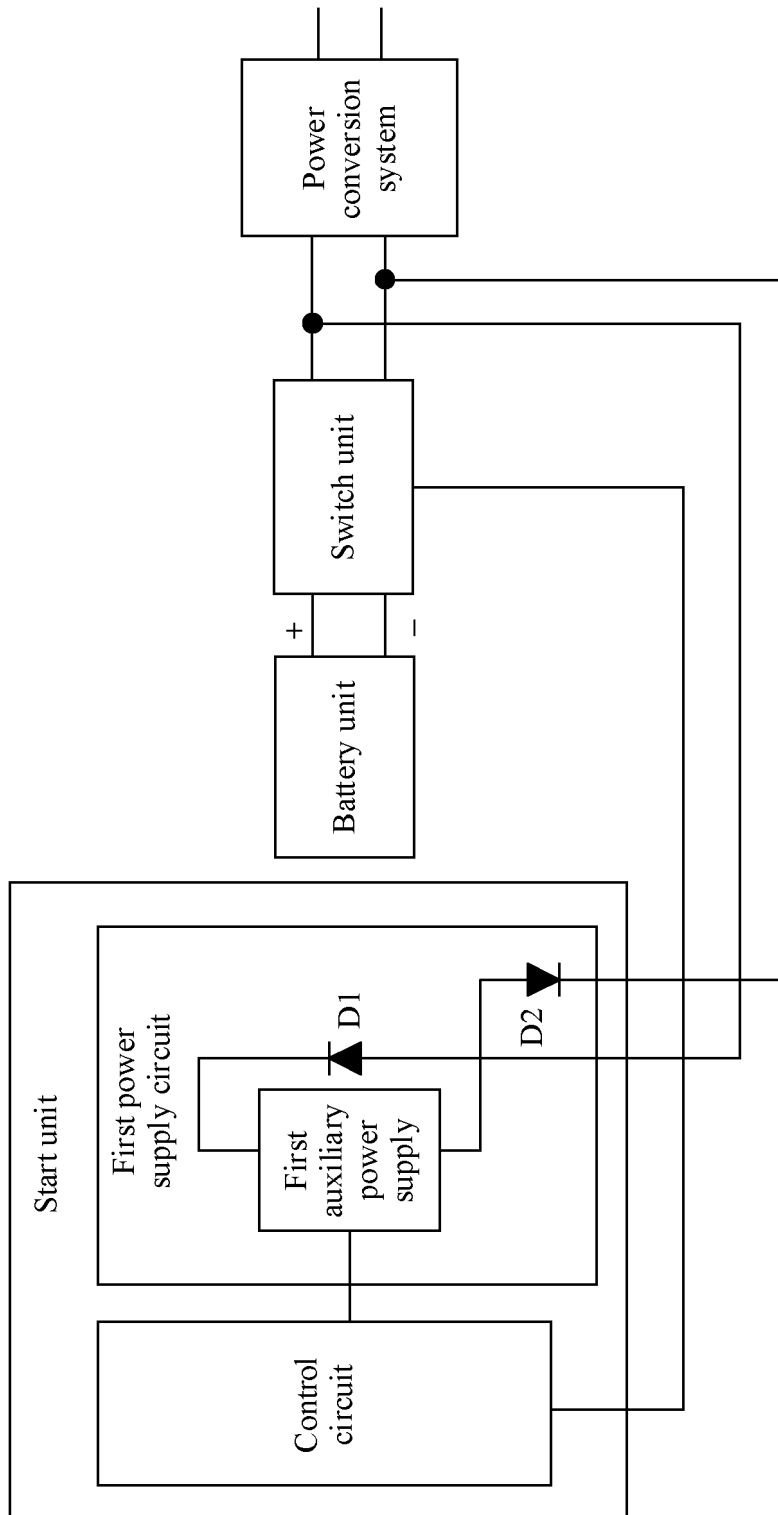 Start unit
First power
supply circuit
Control
circuit
First
auxiliary
power
supply
D1
D2
Battery unit
+
−
Switch unit
Power
conversion
system